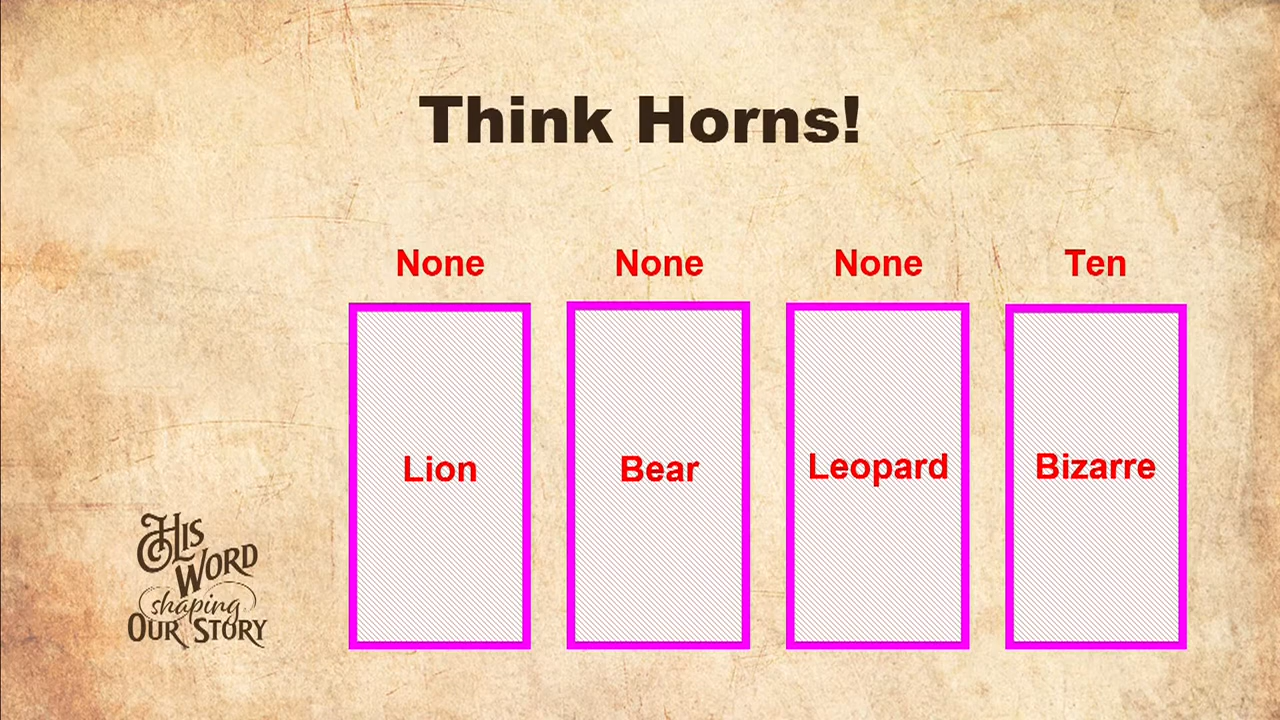 Think Horns!
None None None Ten
Lion Bear Leopard Bizarre
His
Word
shaping
Our Story